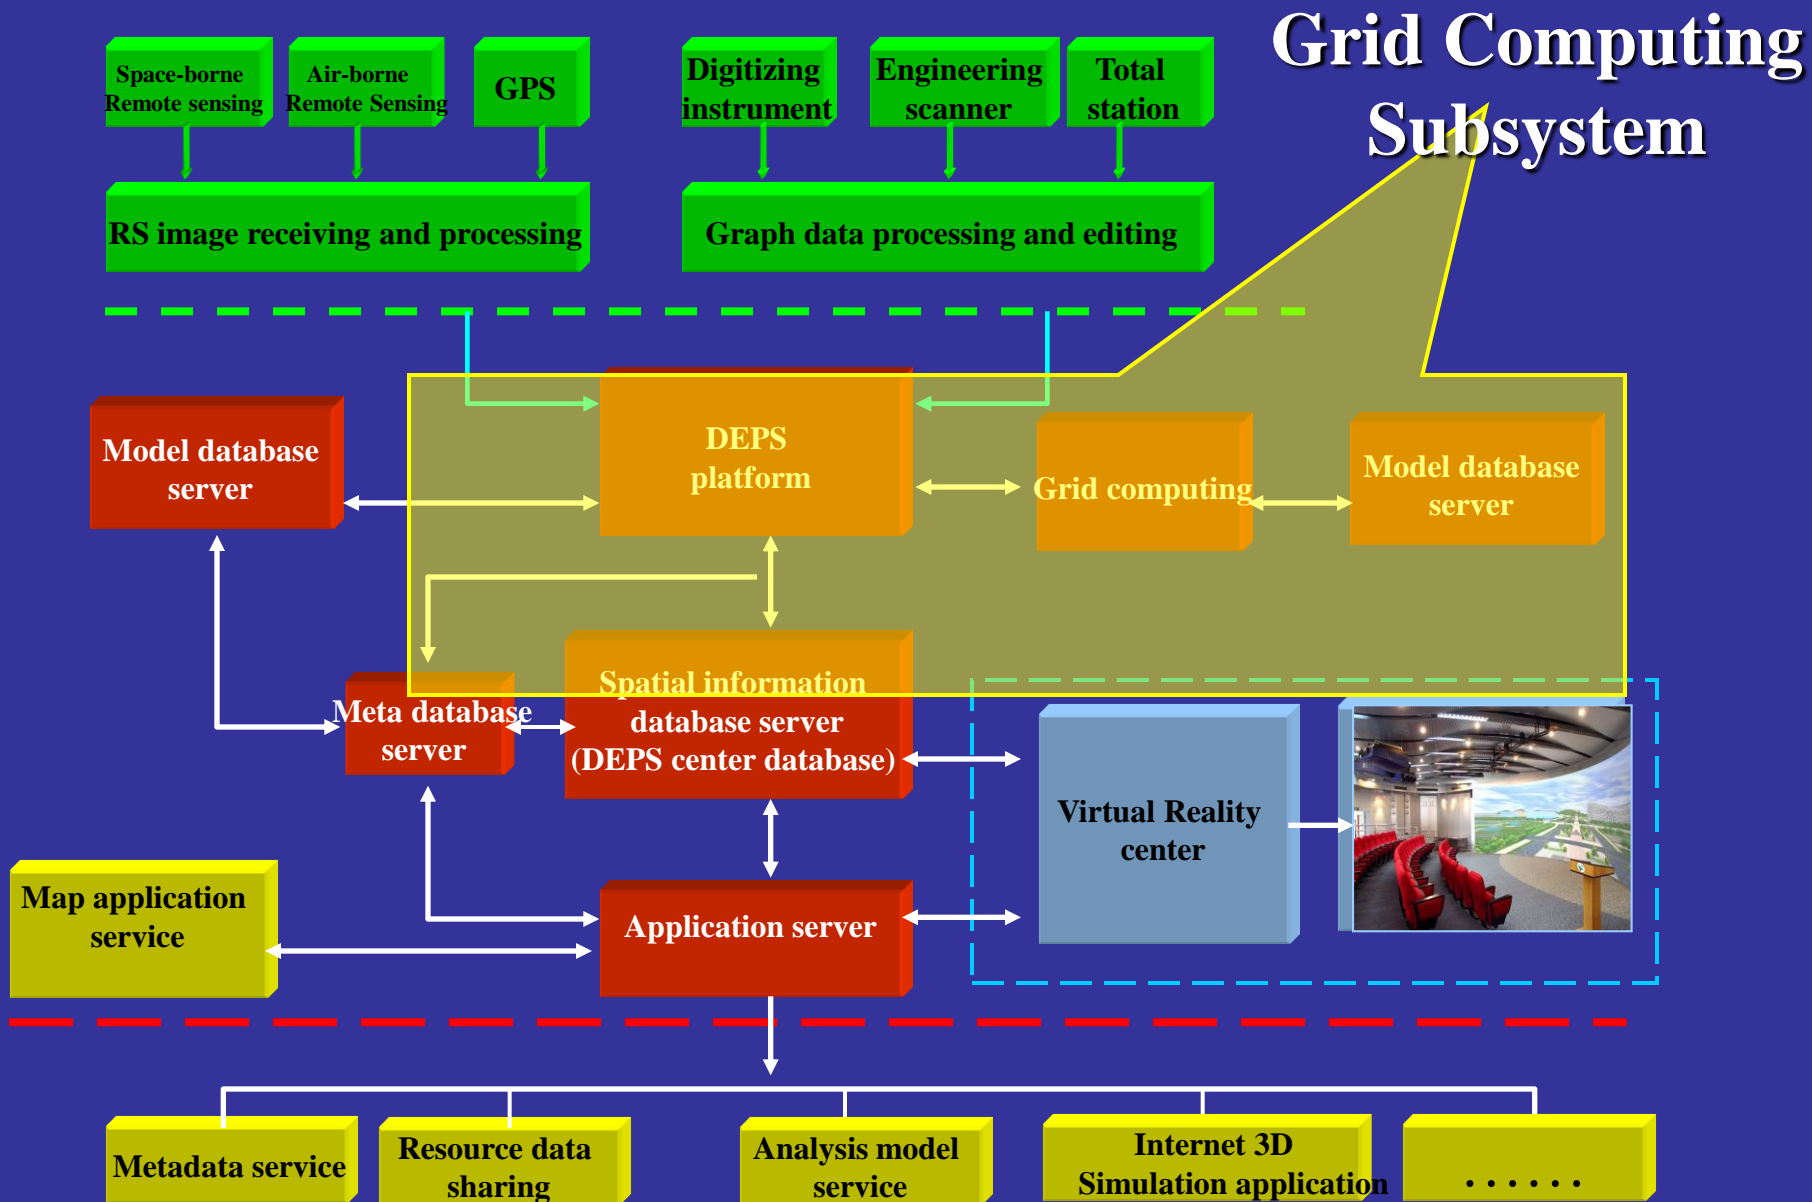 Grid Computing
Subsystem
Space-borne
Remote sensing
Air-borne
Remote Sensing
GPS
Digitizing
instrument
Engineering
scanner
Total
station
RS image receiving and processing
Graph data processing and editing
Model database
server
DEPS
platform
Grid computing
Model database
server
Meta database
server
Spatial information
database server
(DEPS center database)
Virtual Reality
center
Map application
service
Application server
Metadata service
Resource data
sharing
Analysis model
service
Internet 3D
Simulation application
. . . . . .